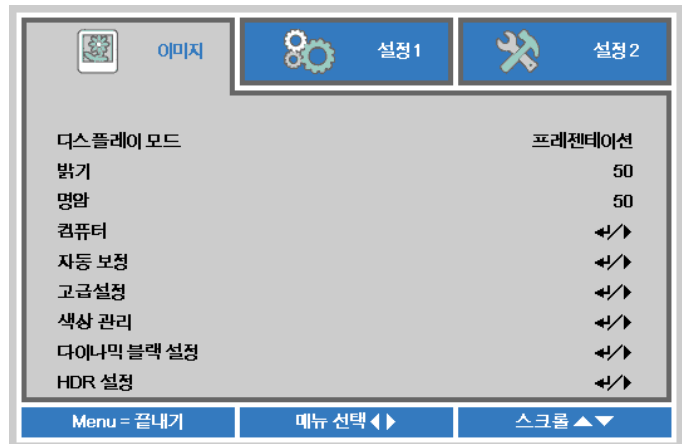 이미지 설정 1 설정 2
디스플레이 모드 프레젠테이션
밝기 50
명암 50
컴퓨터 ↵/▶
자동 보정 ↵/▶
고급설정 ↵/▶
색상 관리 ↵/▶
다이나믹 블랙 설정 ↵/▶
HDR 설정 ↵/▶
Menu = 끝내기 메뉴 선택 ◀ ▶ 스크롤 ▲ ▼